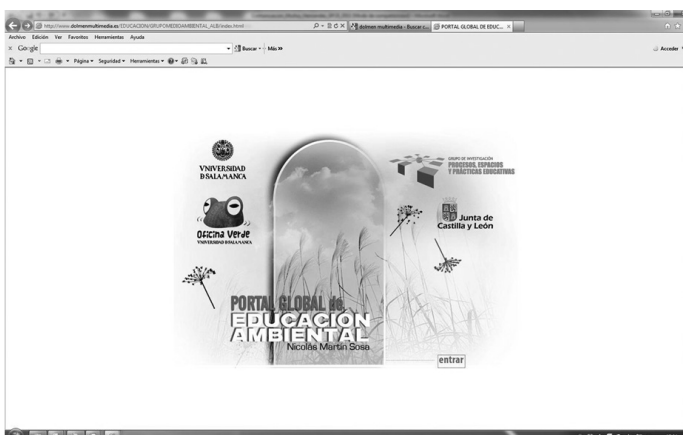 http://www.dolmenmultimedia.es/EDUCACION/GRUPOMEDIOAMBIENTAL_ALB/index.html
dolmen multimedia - Buscar c...
PORTAL GLOBAL DE EDUC...
Archivo Edición Ver Favoritos Herramientas Ayuda
Google
Buscar
Más »
Acceder
Página
Seguridad
Herramientas
VNIVERSIDAD
D SALAMANCA
GRUPO DE INVESTIGACIÓN
PROCESOS, ESPACIOS
Y PRÁCTICAS EDUCATIVAS
Oficina Verde
VNIVERSIDAD D SALAMANCA
Junta de
Castilla y León
PORTAL GLOBAL de
EDUCACIÓN
AMBIENTAL
Nicolás Martín Sosa
entrar